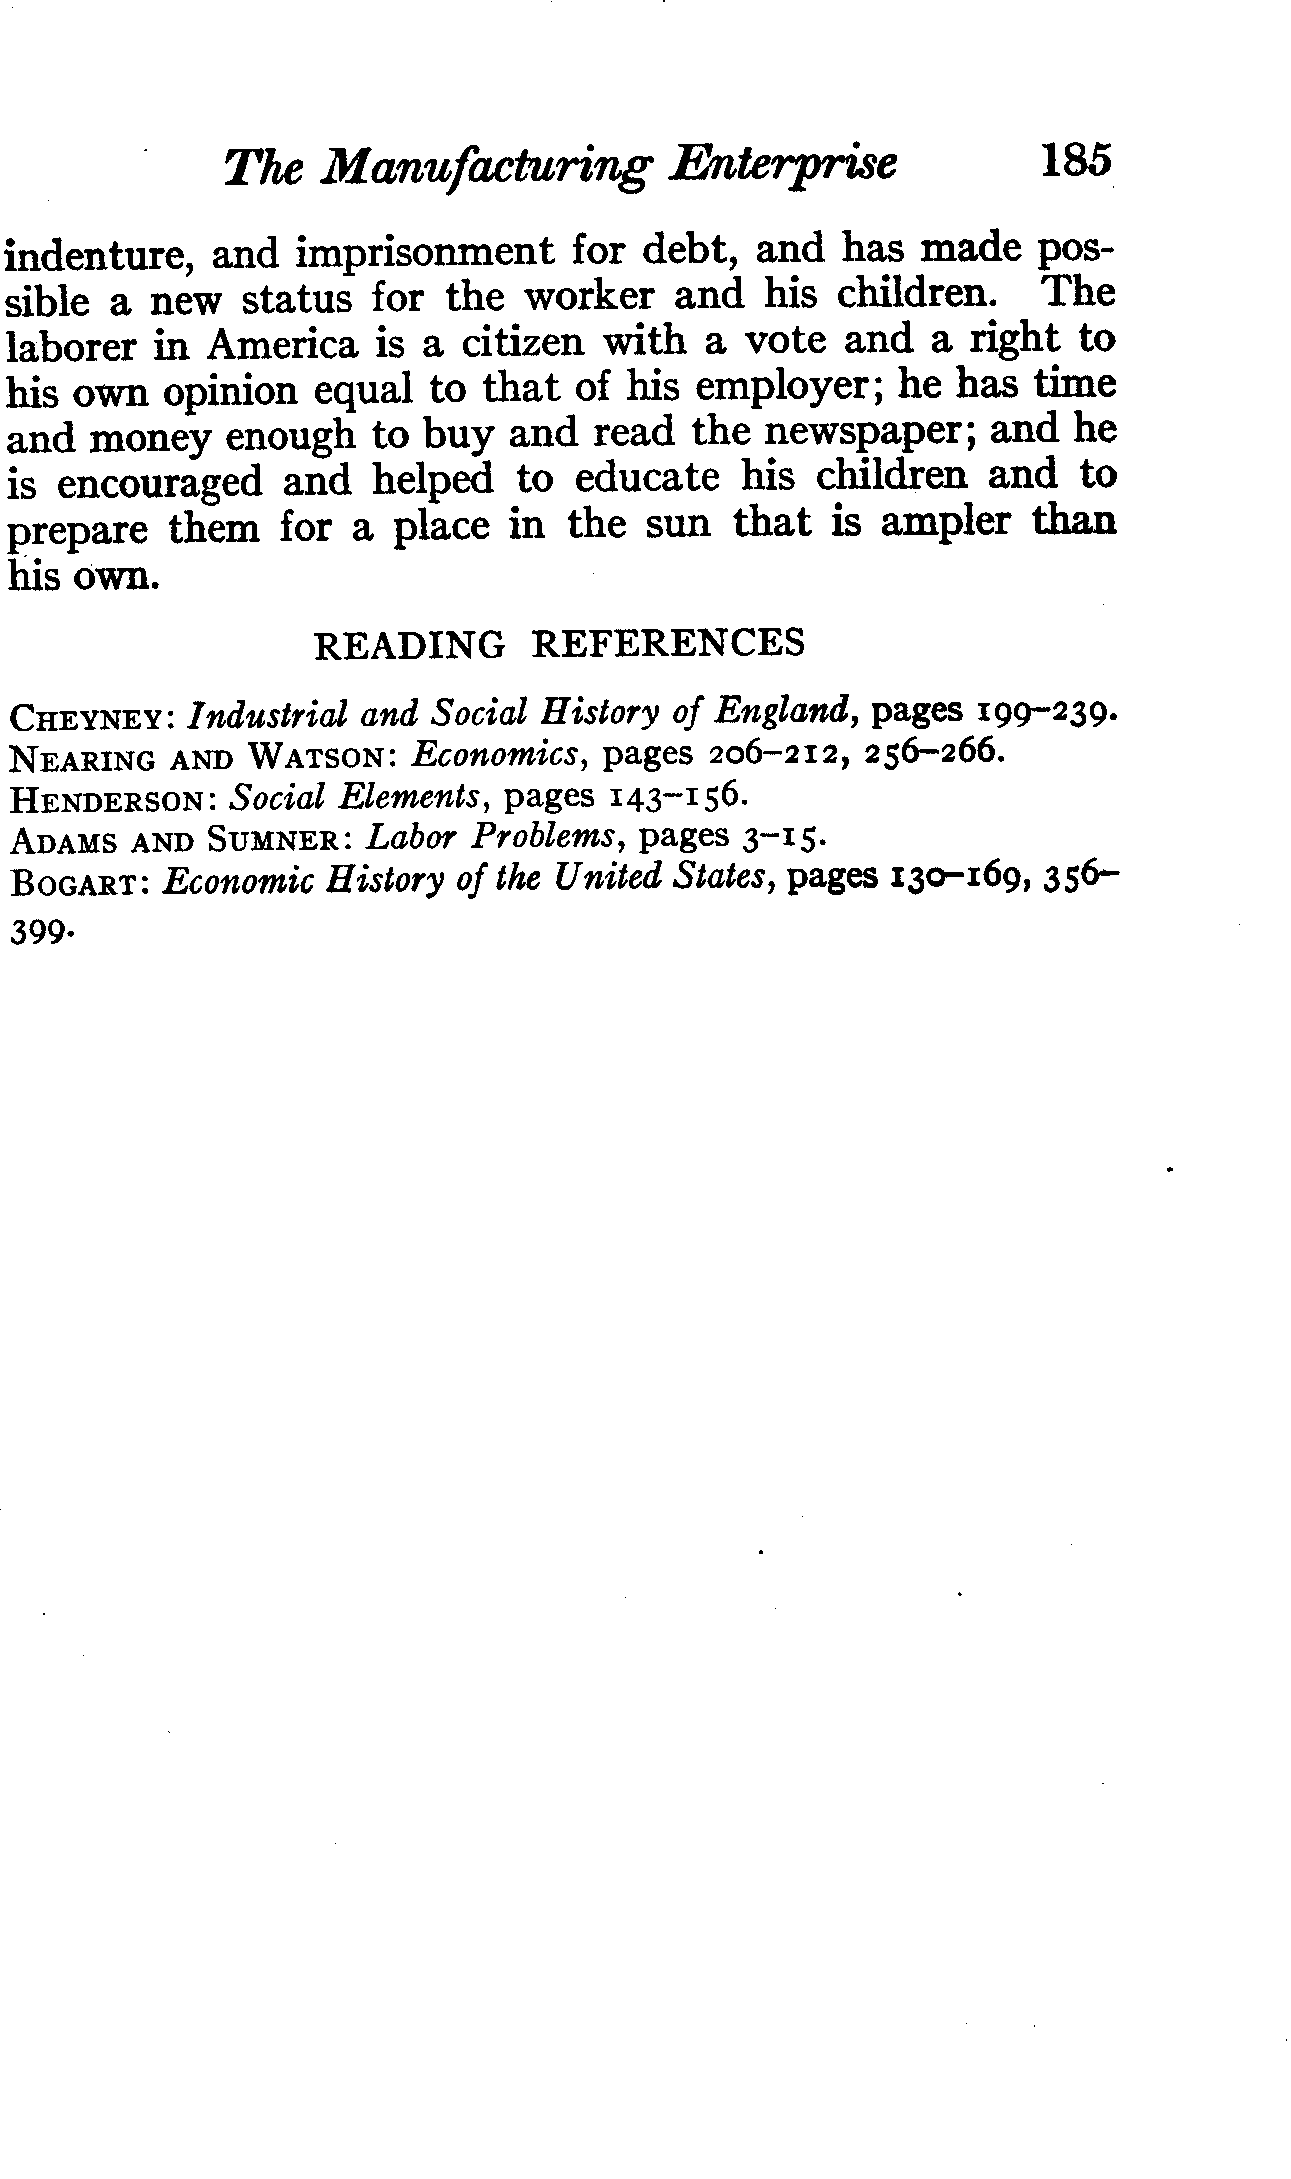 The Manufacturing Enterprise 185
indenture, and imprisonment for debt, and has made pos-
sible a new status for the worker and his children. The
laborer in America is a citizen with a vote and a right to
his own opinion equal to that of his employer; he has time
and money enough to buy and read the newspaper; and he
is encouraged and helped to educate his children and to
prepare them for a place in the sun that is ampler than
his own.
READING REFERENCES
CHEYNEY: Industrial and Social History of England, pages 199–239.
NEARING AND WATSON: Economics, pages 206–212, 256–266.
HENDERSON: Social Elements, pages 143–156.
ADAMS AND SUMNER: Labor Problems, pages 3–15.
BOGART: Economic History of the United States, pages 130–169, 356–
399.